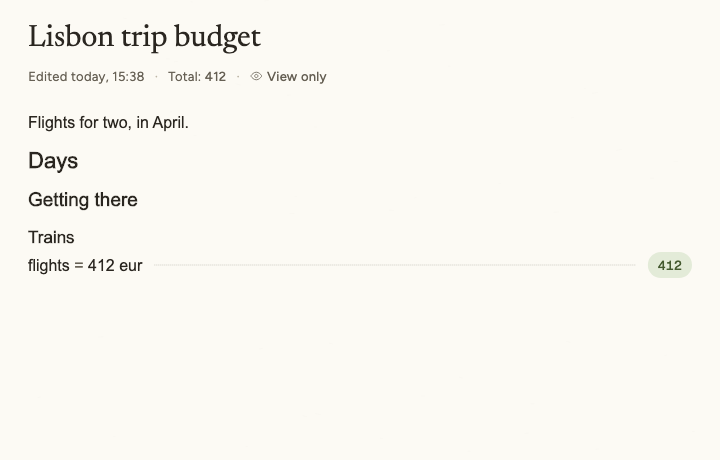 Lisbon trip budget
Edited today, 15:38 · Total: 412 · View only
Flights for two, in April.
Days
Getting there
Trains
flights = 412 eur 412